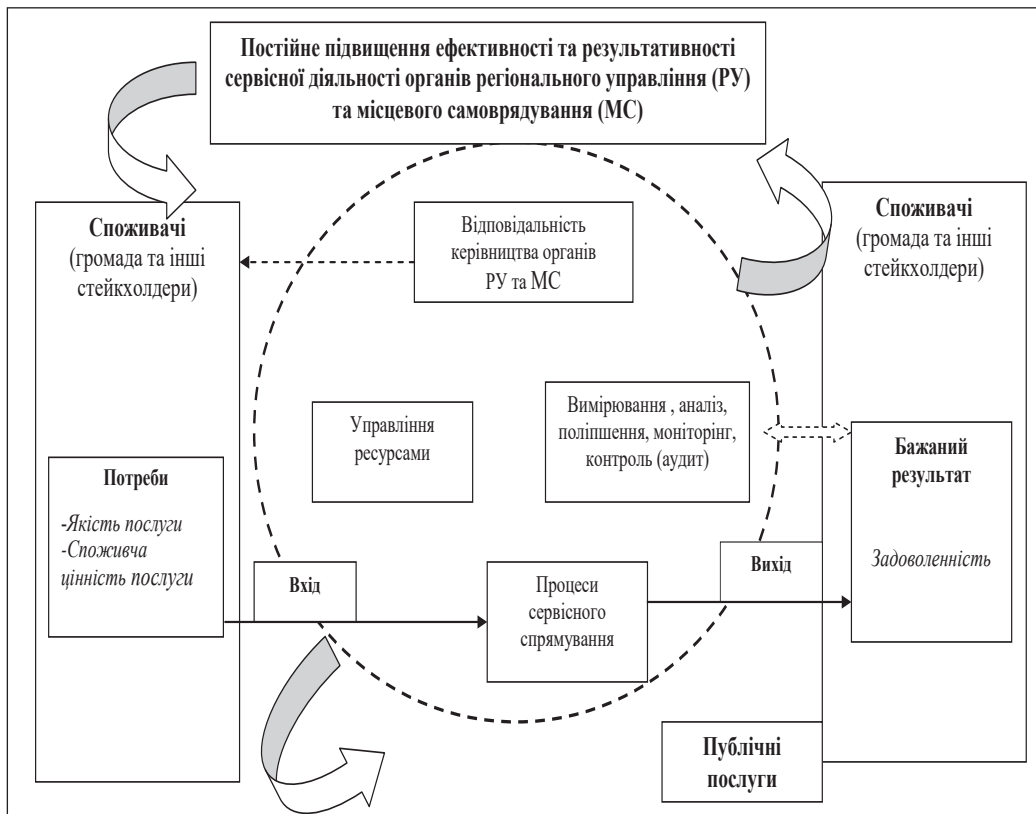 Постійне підвищення ефективності та результативності
сервісної діяльності органів регіонального управління (РУ)
та місцевого самоврядування (МС)
Споживачі
(громада та інші
стейкхолдери)
Відповідальність
керівництва органів
РУ та МС
Споживачі
(громада та інші
стейкхолдери)
Управління
ресурсами
Вимірювання , аналіз,
поліпшення, моніторінг,
контроль (аудит)
Потреби
-Якість послуги
-Споживча
цінність послуги
Бажаний
результат
Задоволенність
Вхід
Процеси
сервісного
спрямування
Вихід
Публічні
послуги